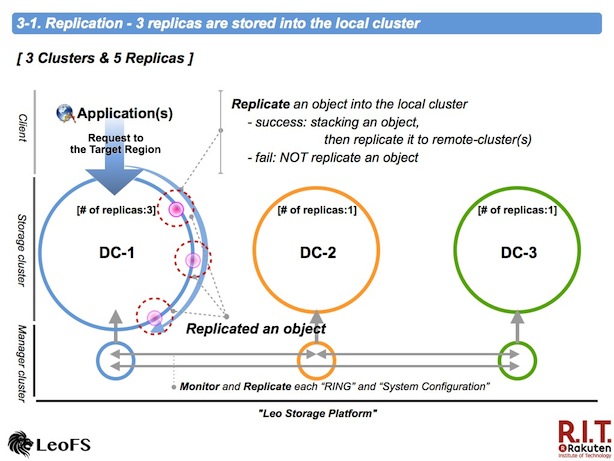 3-1. Replication - 3 replicas are stored into the local cluster
[ 3 Clusters & 5 Replicas ]
Client
Application(s)
Request to
the Target Region
Replicate an object into the local cluster
- success: stacking an object,
then replicate it to remote-cluster(s)
- fail: NOT replicate an object
Storage cluster
[# of replicas:3]
[# of replicas:1]
[# of replicas:1]
DC-1
DC-2
DC-3
Replicated an object
Manager cluster
Monitor and Replicate each “RING” and “System Configuration”
"Leo Storage Platform"
LeoFS
R.I.T.
Rakuten
Institute of Technology